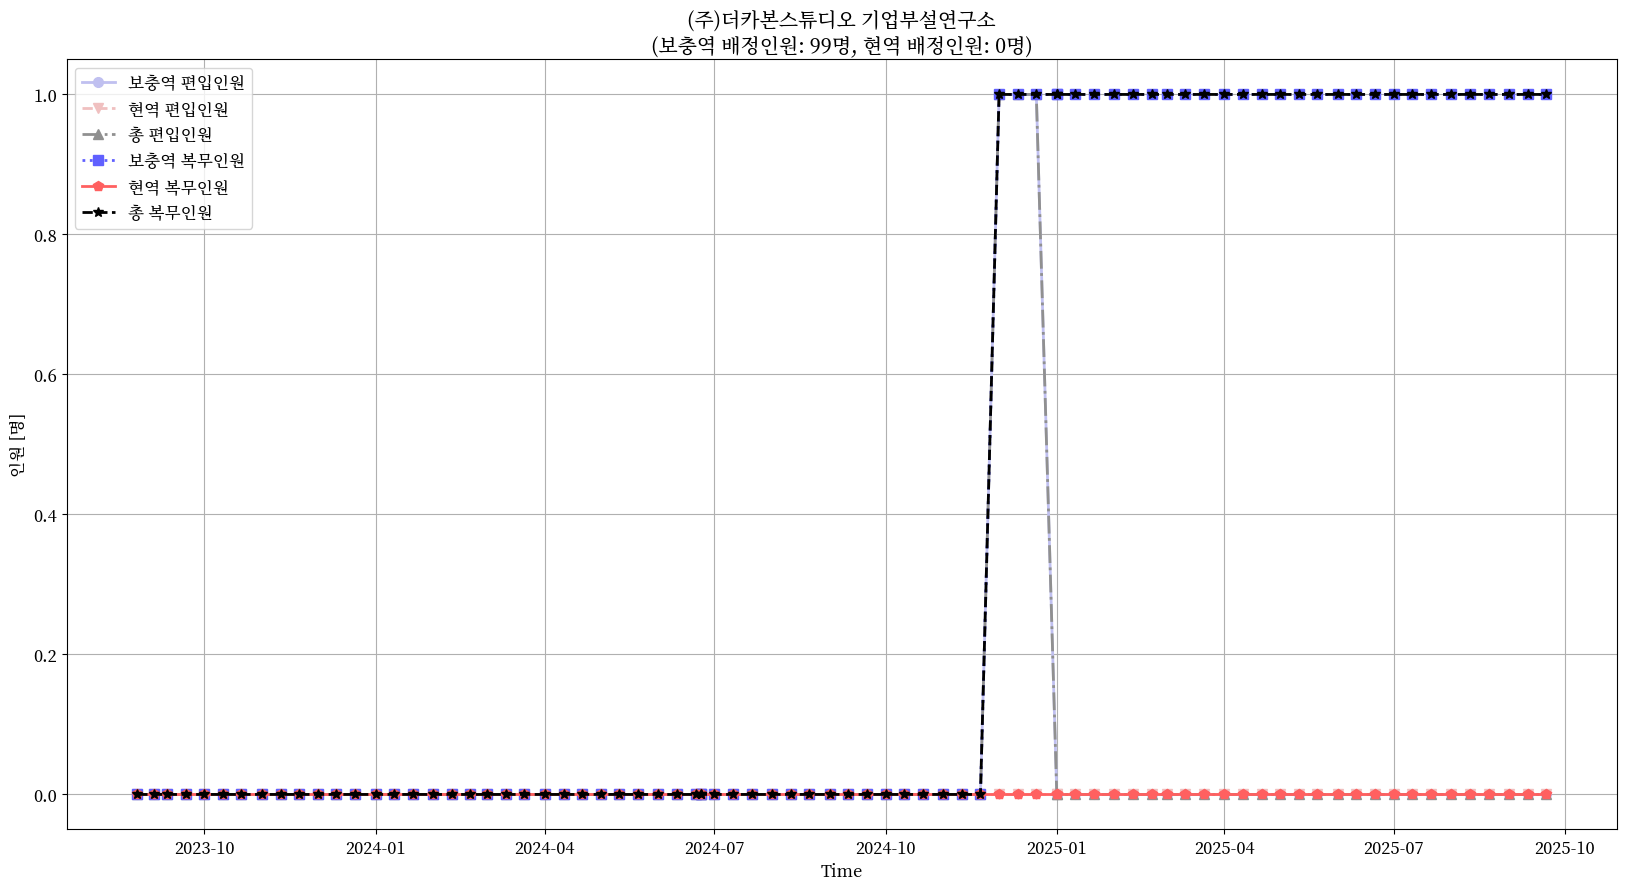 (주)더카본스튜디오 기업부설연구소
(보충역 배정인원: 99명, 현역 배정인원: 0명)
보충역 편입인원
현역 편입인원
총 편입인원
보충역 복무인원
현역 복무인원
총 복무인원
1.0
0.8
0.6
0.4
0.2
0.0
인원 [명]
2023-10
2024-01
2024-04
2024-07
2024-10
2025-01
2025-04
2025-07
2025-10
Time